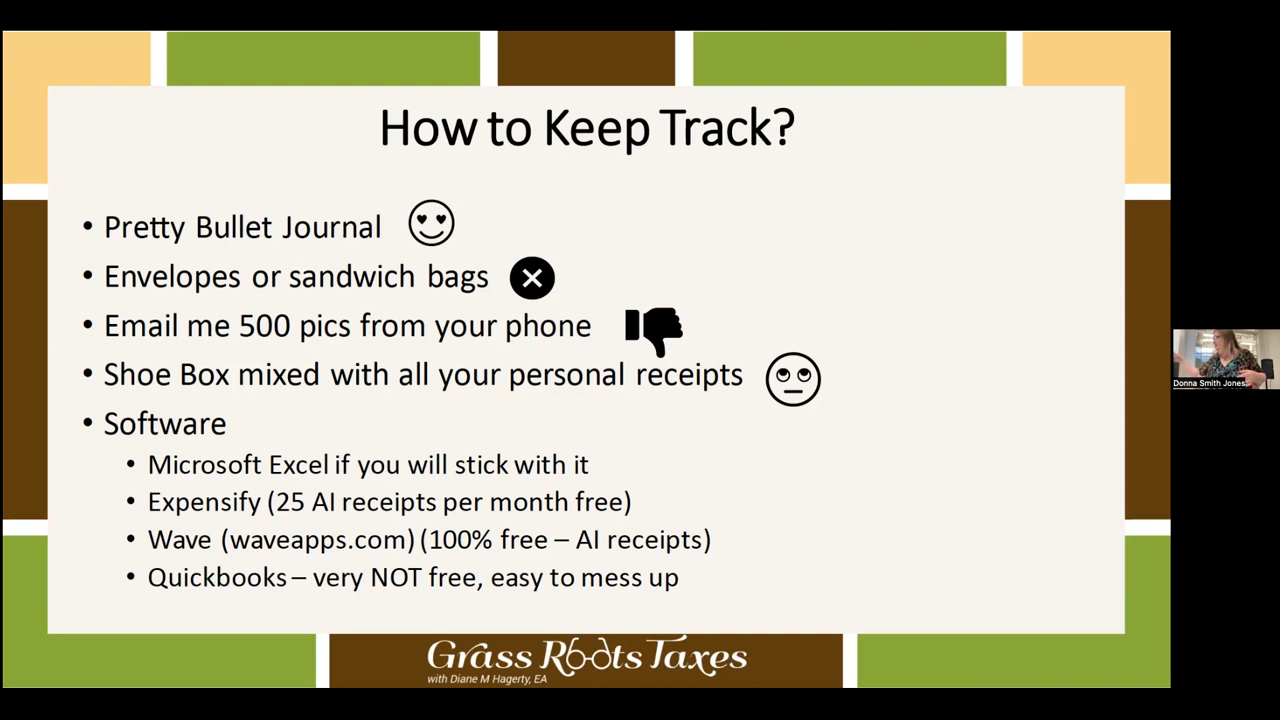 How to Keep Track?
• Pretty Bullet Journal
• Envelopes or sandwich bags
• Email me 500 pics from your phone
• Shoe Box mixed with all your personal receipts
• Software
• Microsoft Excel if you will stick with it
• Expensify (25 AI receipts per month free)
• Wave (waveapps.com) (100% free – AI receipts)
• Quickbooks – very NOT free, easy to mess up
Grass Roots Taxes
with Diane M Hagerty, EA
Donna Smith Jones